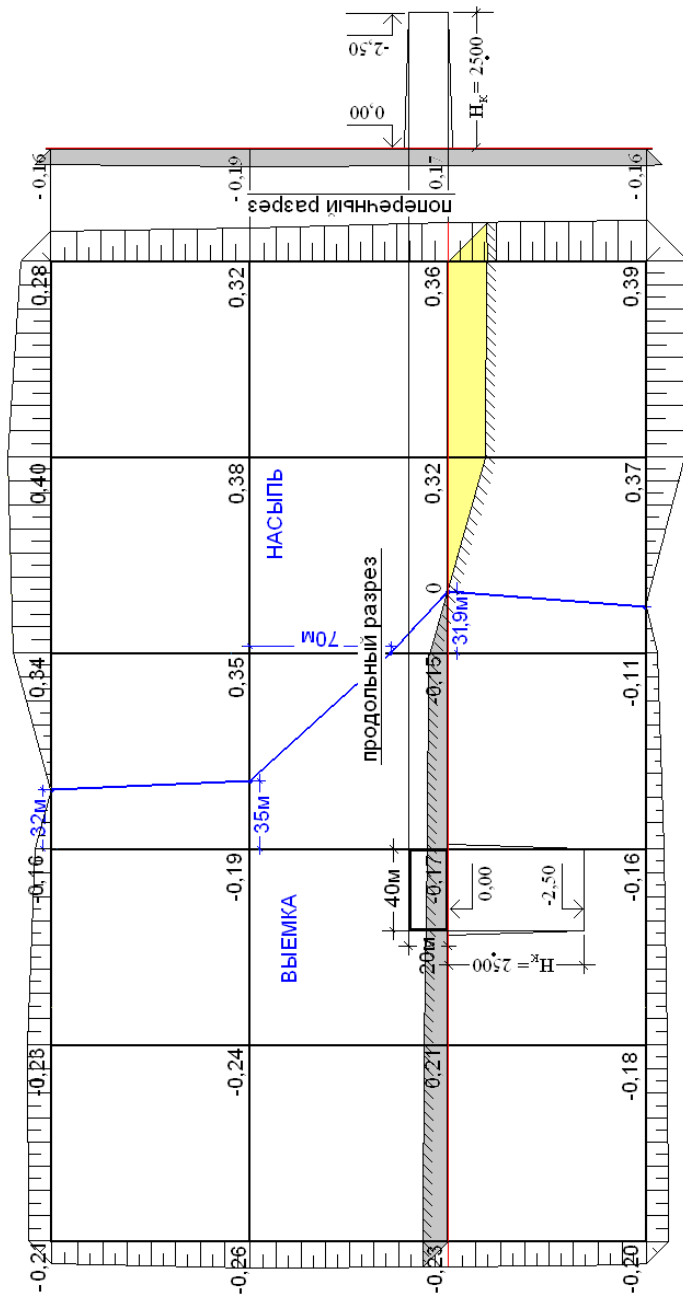 -0,21 -0,23 -0,16 32м 0,34 0,40 0,28 - 0,16
-0,26 -0,24 -0,19 35м 0,35 0,38 0,32 - 0,19
ВЫЕМКА НАСЫПЬ
70м
поперечный разрез
продольный разрез
0,00 -2,50
40м
20м
-0,23 0,21 -0,17 -0,15 0 0,32 0,36 0,17
31,9м
Hк = 2500
0,00
-2,50
Hк = 2500
-0,20 -0,18 -0,16 -0,11 0,37 0,39 - 0,16